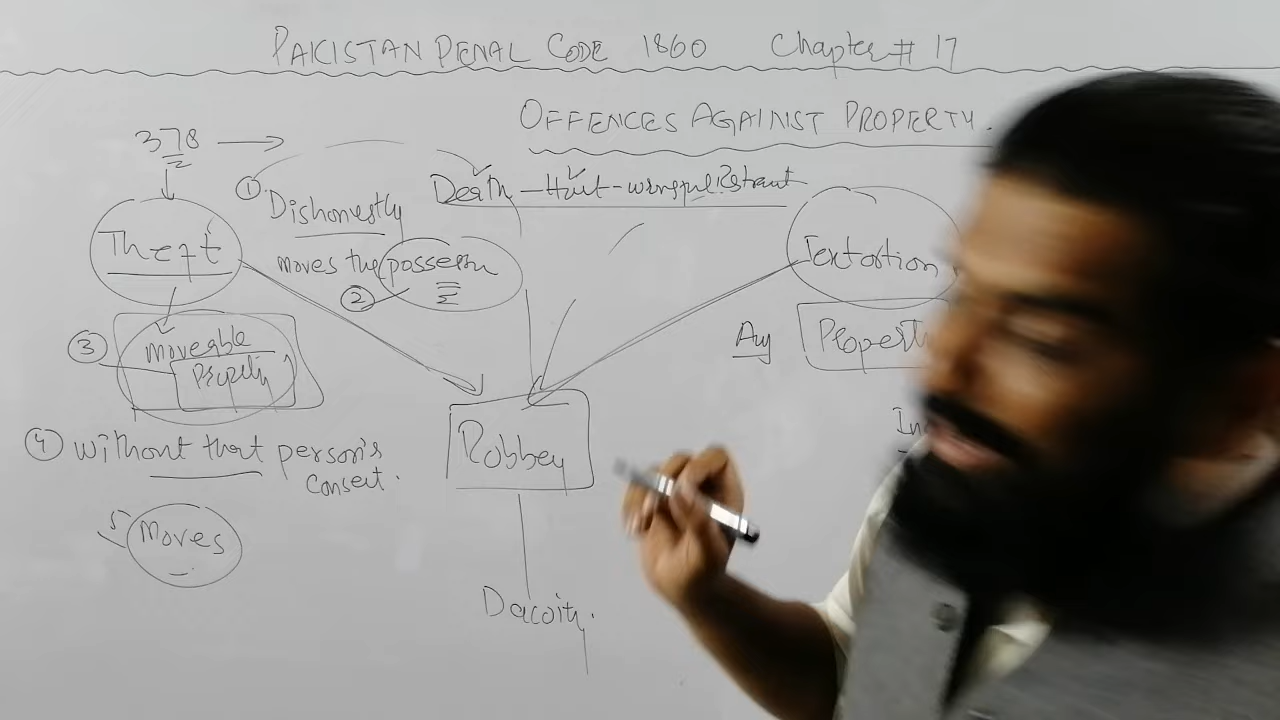 PAKISTAN PENAL CODE 1860 Chapter # 17
OFFENCES AGAINST PROPERTY.
378
Death - Hurt - wrongful Restraint
① Dishonestly
Theft
moves the possession
②
Extortion
③ moveable
Property
Any Property
④ without that person's
consent.
Robbery
In
5 Moves
Dacoity.